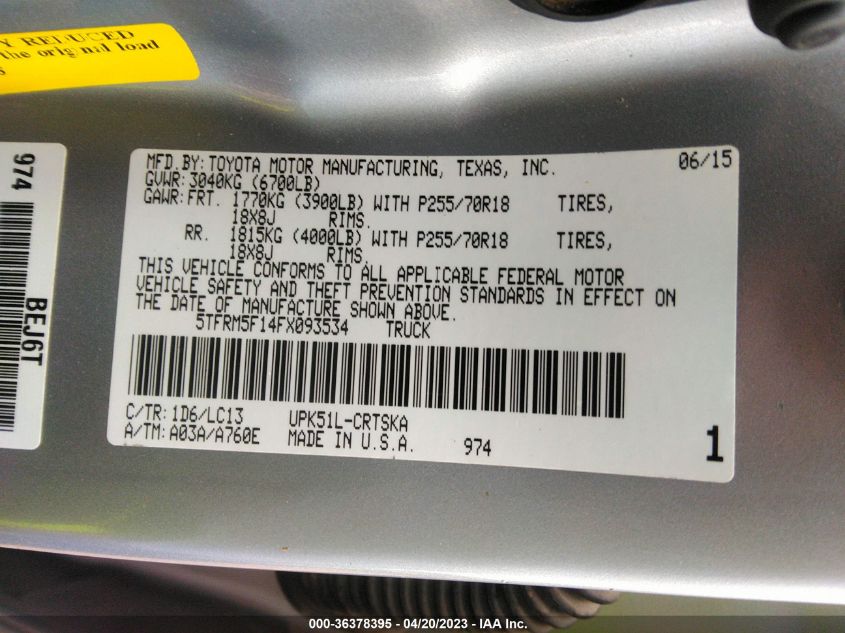 Y REDUCED
the original load
s
974
BEJ6T
MFD.BY:TOYOTA MOTOR MANUFACTURING, TEXAS, INC. 06/15
GVWR:3040KG (6700LB)
GAWR:FRT. 1770KG (3900LB) WITH P255/70R18 TIRES,
18X8J RIMS.
RR. 1815KG (4000LB) WITH P255/70R18 TIRES,
18X8J RIMS.
THIS VEHICLE CONFORMS TO ALL APPLICABLE FEDERAL MOTOR
VEHICLE SAFETY AND THEFT PREVENTION STANDARDS IN EFFECT ON
THE DATE OF MANUFACTURE SHOWN ABOVE.
5TFRM5F14FX093534 TRUCK
C/TR:1D6/LC13 UPK51L-CRTSKA
A/TM:A03A/A760E MADE IN U.S.A. 974 1
000-36378395 - 04/20/2023 - IAA Inc.